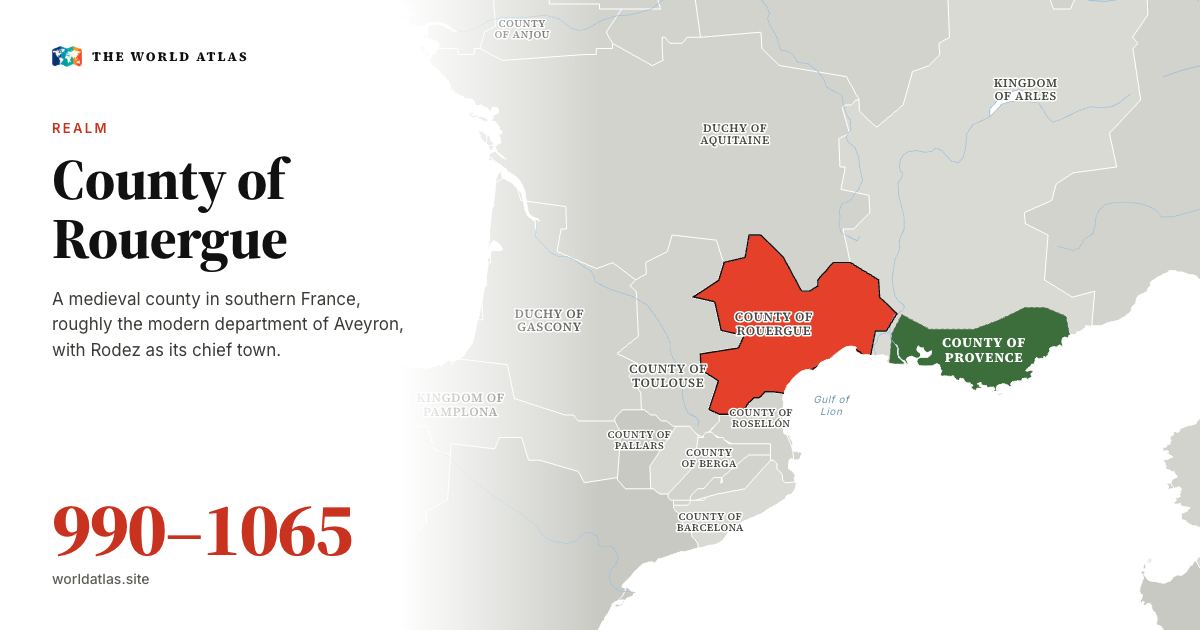 THE WORLD ATLAS
REALM
County of
Rouergue
A medieval county in southern France,
roughly the modern department of Aveyron,
with Rodez as its chief town.
990–1065
worldatlas.site
COUNTY
OF ANJOU
KINGDOM
OF ARLES
DUCHY OF
AQUITAINE
DUCHY OF
GASCONY
COUNTY OF
ROUERGUE
COUNTY OF
PROVENCE
COUNTY OF
TOULOUSE
KINGDOM OF
PAMPLONA
Gulf of
Lion
COUNTY OF
ROSELLÓN
COUNTY OF
PALLARS
COUNTY
OF BERGA
COUNTY OF
BARCELONA